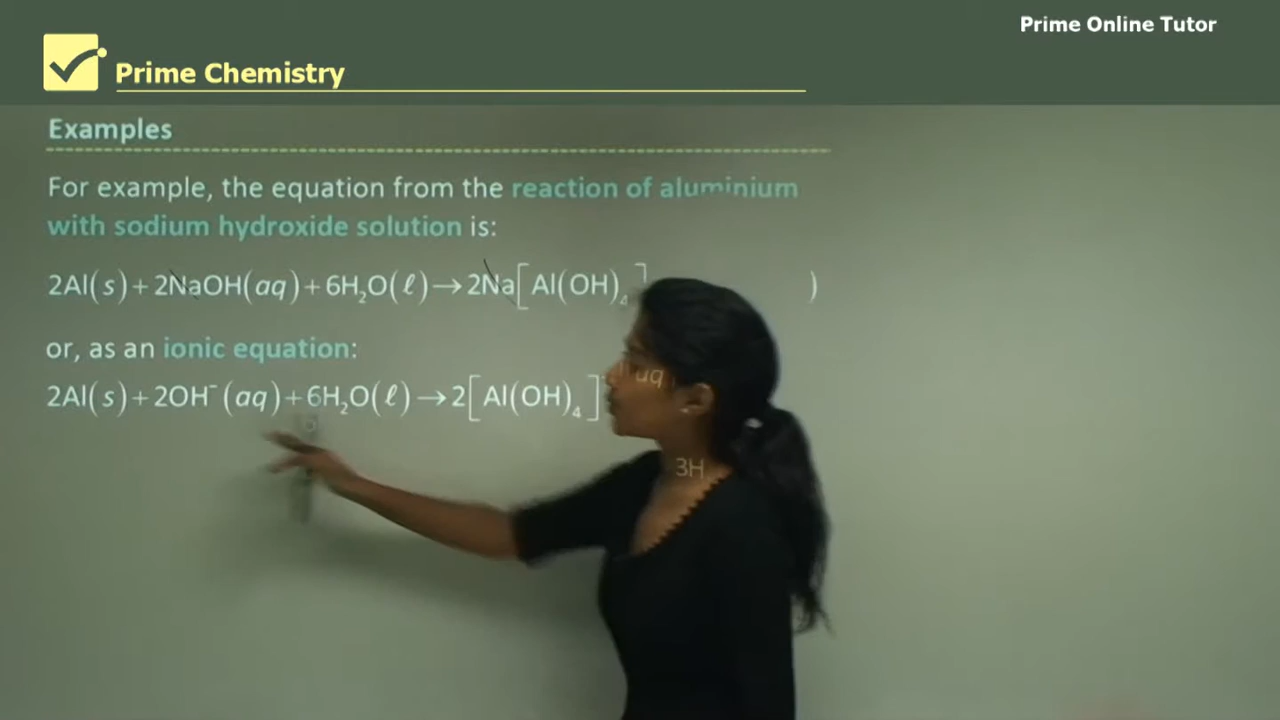 Prime Online Tutor
Prime Chemistry
Examples
For example, the equation from the reaction of aluminium
with sodium hydroxide solution is:
2Al(s) + 2NaOH(aq) + 6H₂O(ℓ) → 2Na[Al(OH)₄] )
or, as an ionic equation:
2Al(s) + 2OH⁻(aq) + 6H₂O(ℓ) → 2[Al(OH)₄] aq
3H